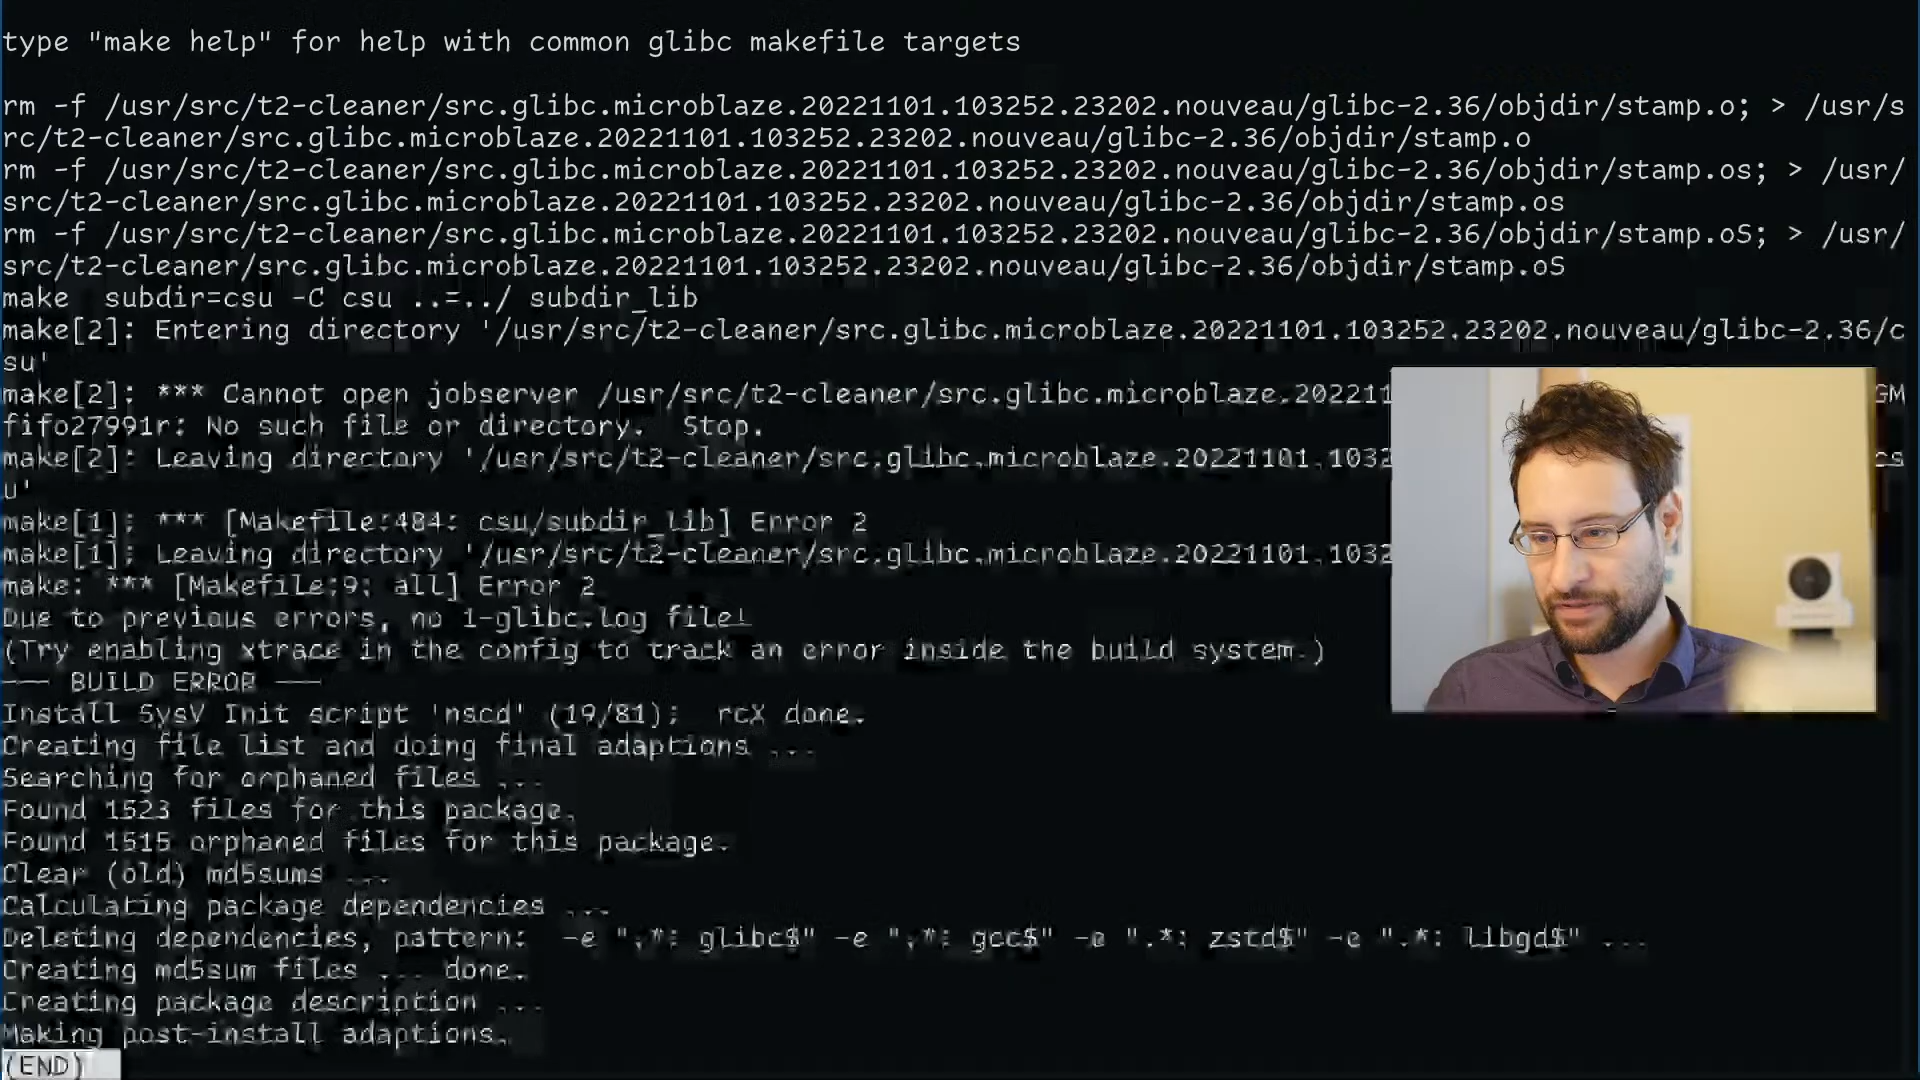 type "make help" for help with common glibc makefile targets
rm -f /usr/src/t2-cleaner/src.glibc.microblaze.20221101.103252.23202.nouveau/glibc-2.36/objdir/stamp.o; > /usr/s
rc/t2-cleaner/src.glibc.microblaze.20221101.103252.23202.nouveau/glibc-2.36/objdir/stamp.o
rm -f /usr/src/t2-cleaner/src.glibc.microblaze.20221101.103252.23202.nouveau/glibc-2.36/objdir/stamp.os; > /usr/
src/t2-cleaner/src.glibc.microblaze.20221101.103252.23202.nouveau/glibc-2.36/objdir/stamp.os
rm -f /usr/src/t2-cleaner/src.glibc.microblaze.20221101.103252.23202.nouveau/glibc-2.36/objdir/stamp.oS; > /usr/
src/t2-cleaner/src.glibc.microblaze.20221101.103252.23202.nouveau/glibc-2.36/objdir/stamp.oS
make  subdir=csu -C csu ..=../ subdir_lib
make[2]: Entering directory '/usr/src/t2-cleaner/src.glibc.microblaze.20221101.103252.23202.nouveau/glibc-2.36/c
su'
make[2]: *** Cannot open jobserver /usr/src/t2-cleaner/src.glibc.microblaze.202211 GM
fifo27991r: No such file or directory.  Stop.
make[2]: Leaving directory '/usr/src/t2-cleaner/src.glibc.microblaze.20221101.1032 cs
u'
make[1]: *** [Makefile:484: csu/subdir_lib] Error 2
make[1]: Leaving directory '/usr/src/t2-cleaner/src.glibc.microblaze.20221101.1032
make: *** [Makefile:9: all] Error 2
Due to previous errors, no 1-glibc.log file!
(Try enabling xtrace in the config to track an error inside the build system.)
-- BUILD ERROR --
Install SysV Init script 'nscd' (19/81);  rcX done.
Creating file list and doing final adaptions ...
Searching for orphaned files ...
Found 1523 files for this package.
Found 1515 orphaned files for this package.
Clear (old) md5sums ...
Calculating package dependencies ...
Deleting dependencies, pattern:  -e ".*: glibc$" -e ".*: gcc$" -e ".*: zstd$" -e ".*: libgd$" ...
Creating md5sum files ... done.
Creating package description ...
Making post-install adaptions.
(END)